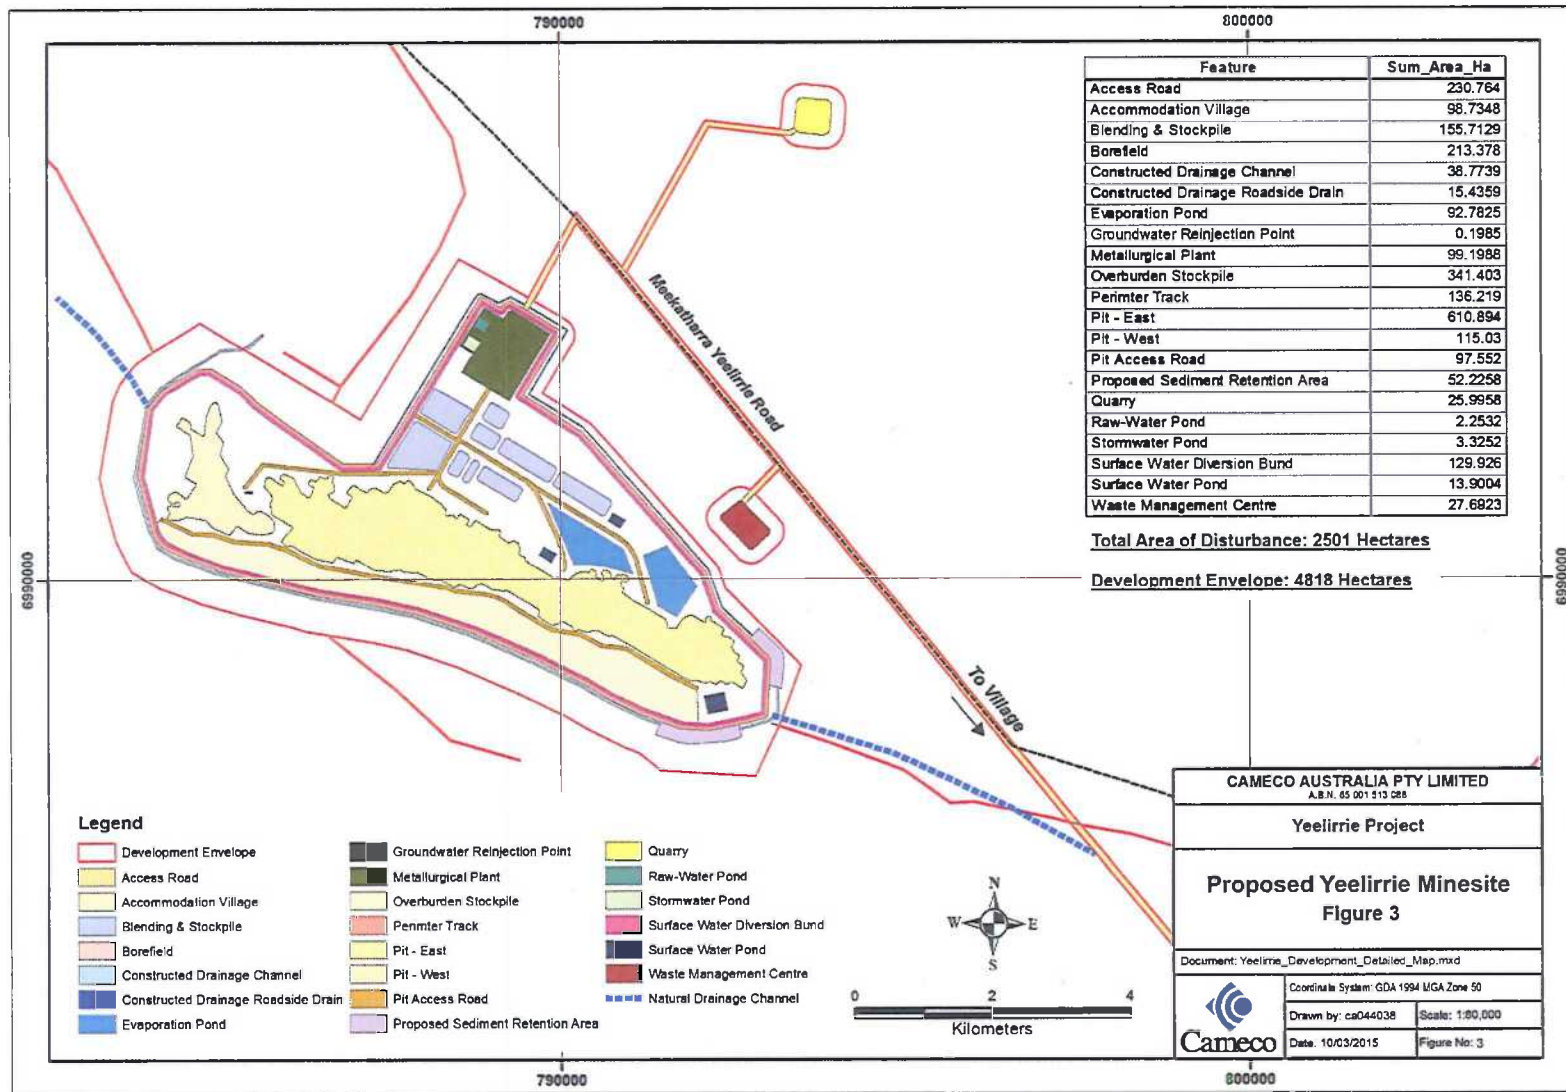 790000
800000
Feature Sum_Area_Ha
Access Road 230.764
Accommodation Village 98.7348
Blending & Stockpile 155.7129
Borefield 213.378
Constructed Drainage Channel 38.7739
Constructed Drainage Roadside Drain 15.4359
Evaporation Pond 92.7825
Groundwater Reinjection Point 0.1985
Metallurgical Plant 99.1988
Overburden Stockpile 341.403
Perimter Track 136.219
Pit - East 610.894
Pit - West 115.03
Pit Access Road 97.552
Proposed Sediment Retention Area 52.2258
Quarry 25.9958
Raw-Water Pond 2.2532
Stormwater Pond 3.3252
Surface Water Diversion Bund 129.926
Surface Water Pond 13.9004
Waste Management Centre 27.6923
Total Area of Disturbance: 2501 Hectares
Development Envelope: 4818 Hectares
Meekatharra Yeelirrie Road
6990000
6990000
To Village
Legend
Development Envelope
Access Road
Accommodation Village
Blending & Stockpile
Borefield
Constructed Drainage Channel
Constructed Drainage Roadside Drain
Evaporation Pond
Groundwater Reinjection Point
Metallurgical Plant
Overburden Stockpile
Perimter Track
Pit - East
Pit - West
Pit Access Road
Proposed Sediment Retention Area
Quarry
Raw-Water Pond
Stormwater Pond
Surface Water Diversion Bund
Surface Water Pond
Waste Management Centre
Natural Drainage Channel
N
W E
S
0 2 4
Kilometers
CAMECO AUSTRALIA PTY LIMITED
A.B.N. 65 001 513 088
Yeelirrie Project
Proposed Yeelirrie Minesite
Figure 3
Document: Yeelirrie_Development_Detailed_Map.mxd
Coordinate System: GDA 1994 MGA Zone 50
Drawn by: ca044038 Scale: 1:80,000
Date: 10/03/2015 Figure No: 3
Cameco
790000
800000